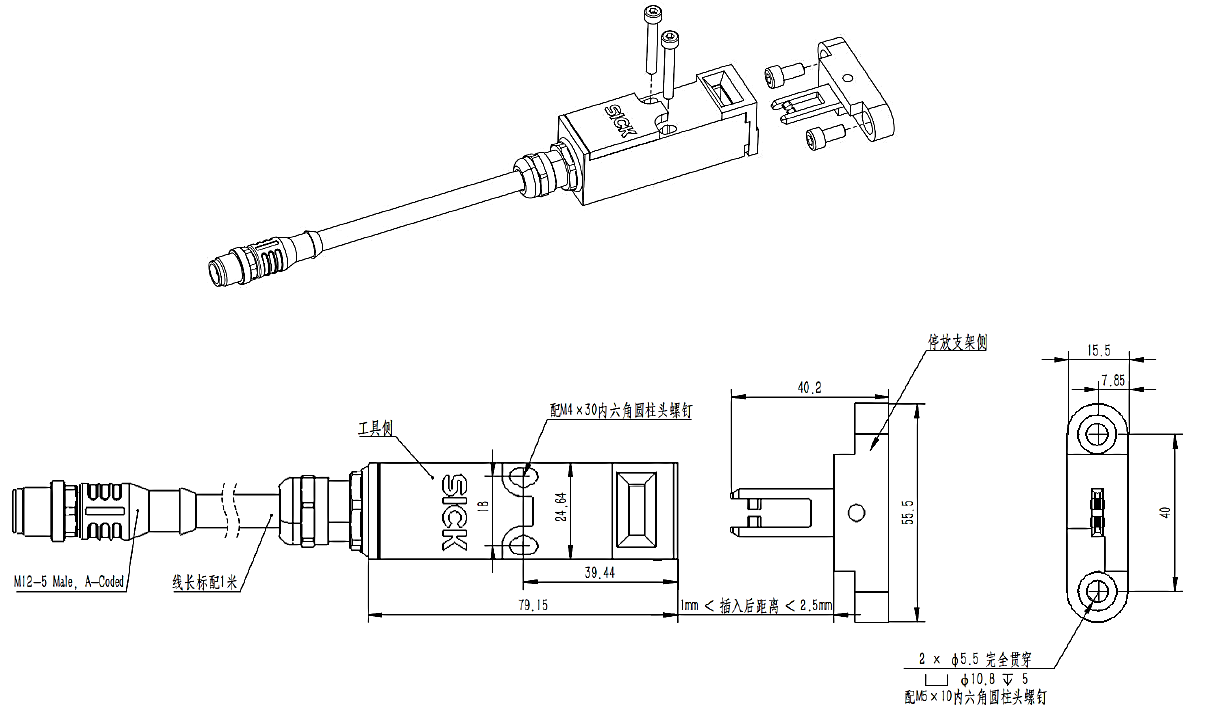 SICK
停放支架侧
15.5
7.85
40.2
配M4×30内六角圆柱头螺钉
工具侧
SICK
18
24.64
55.5
40
39.44
M12-5 Male, A-Coded
线长标配1米
79.15
1mm < 插入后距离 < 2.5mm
2 × ϕ5.5 完全贯穿
⌴ ϕ10.8 ↧ 5
配M5×10内六角圆柱头螺钉